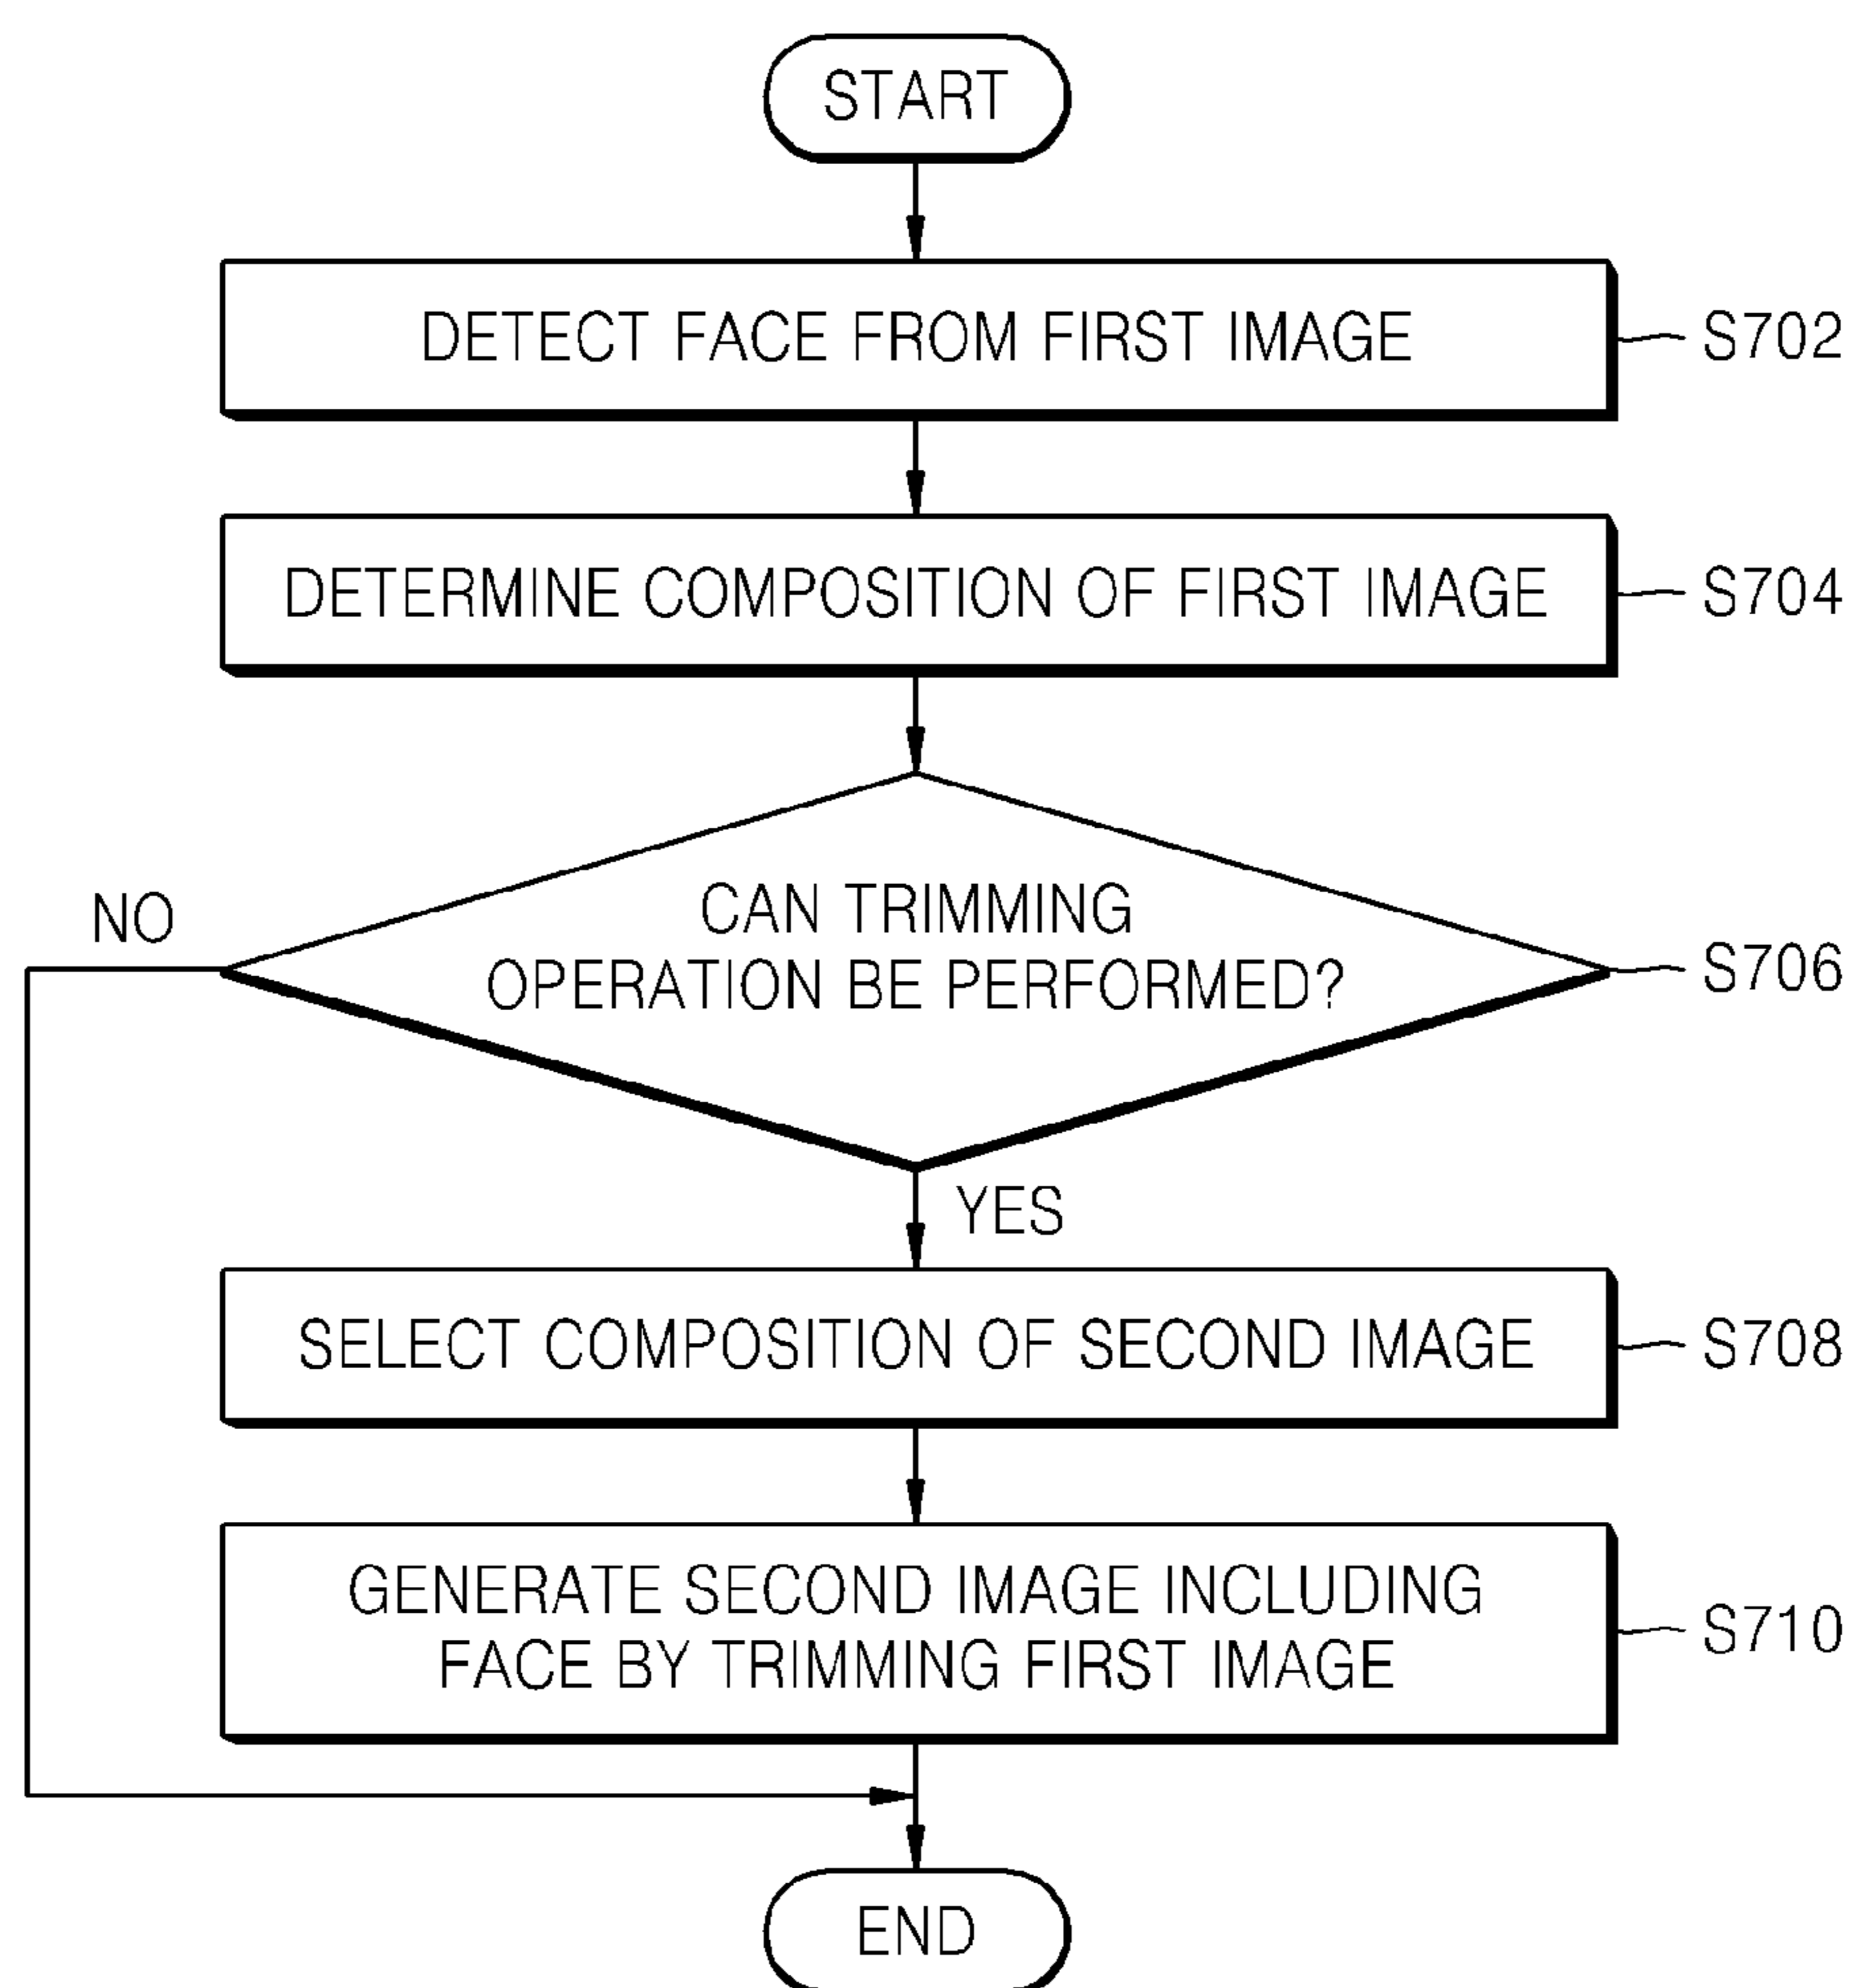 START
DETECT FACE FROM FIRST IMAGE
S702
DETERMINE COMPOSITION OF FIRST IMAGE
S704
CAN TRIMMING
OPERATION BE PERFORMED?
S706
NO
YES
SELECT COMPOSITION OF SECOND IMAGE
S708
GENERATE SECOND IMAGE INCLUDING
FACE BY TRIMMING FIRST IMAGE
S710
END